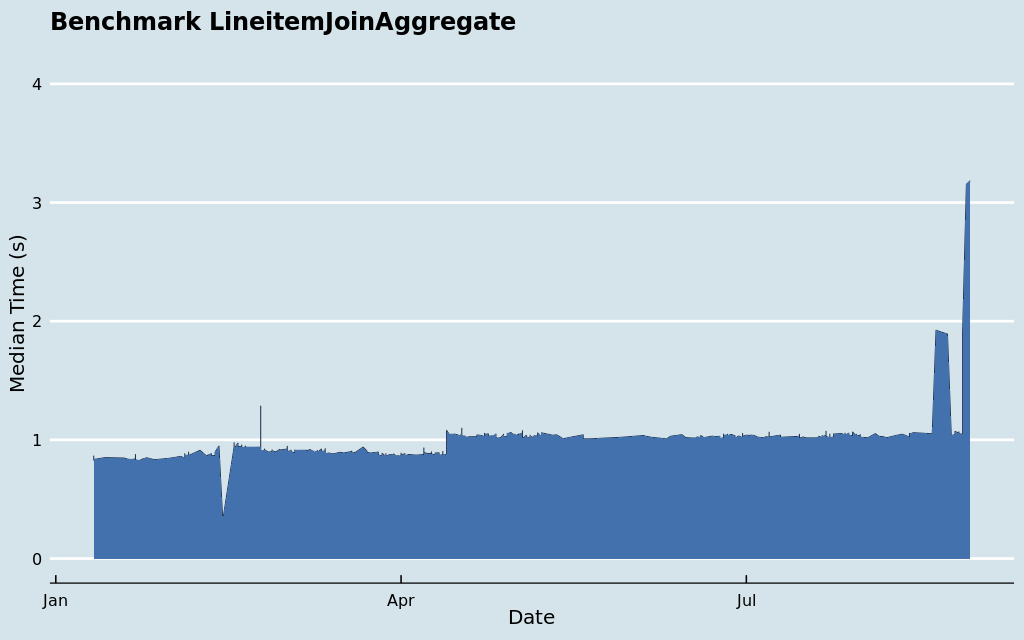 Benchmark LineitemJoinAggregate
4
3
2
1
0
Median Time (s)
Jan
Apr
Jul
Date